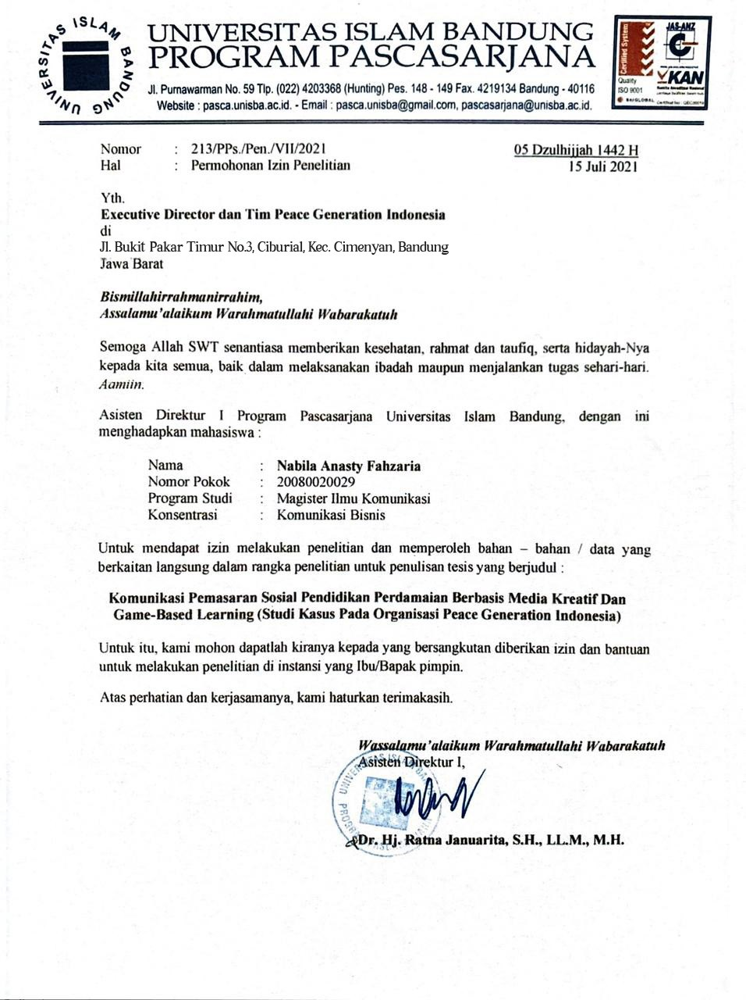 UNIVERSITAS ISLAM BANDUNG
UNIVERSITAS ISLAM BANDUNG
PROGRAM PASCASARJANA
Jl. Purnawarman No. 59 Tlp. (022) 4203368 (Hunting) Pes. 148 - 149 Fax. 4219134 Bandung - 40116
Website : pasca.unisba.ac.id. - Email : pasca.unisba@gmail.com, pascasarjana@unisba.ac.id.
Certified System
Quality
ISO 9001
SAI GLOBAL
JAS-ANZ
KAN
Komite Akreditasi Nasional
Nomor : 213/PPs./Pen./VII/2021
05 Dzulhijjah 1442 H
Hal : Permohonan Izin Penelitian
15 Juli 2021
Yth.
Executive Director dan Tim Peace Generation Indonesia
di
Jl. Bukit Pakar Timur No.3, Ciburial, Kec. Cimenyan, Bandung
Jawa Barat
Bismillahirrahmanirrahim,
Assalamu'alaikum Warahmatullahi Wabarakatuh
Semoga Allah SWT senantiasa memberikan kesehatan, rahmat dan taufiq, serta hidayah-Nya
kepada kita semua, baik dalam melaksanakan ibadah maupun menjalankan tugas sehari-hari.
Aamiin.
Asisten Direktur I Program Pascasarjana Universitas Islam Bandung, dengan ini
menghadapkan mahasiswa :
Nama : Nabila Anasty Fahzaria
Nomor Pokok : 20080020029
Program Studi : Magister Ilmu Komunikasi
Konsentrasi : Komunikasi Bisnis
Untuk mendapat izin melakukan penelitian dan memperoleh bahan – bahan / data yang
berkaitan langsung dalam rangka penelitian untuk penulisan tesis yang berjudul :
Komunikasi Pemasaran Sosial Pendidikan Perdamaian Berbasis Media Kreatif Dan
Game-Based Learning (Studi Kasus Pada Organisasi Peace Generation Indonesia)
Untuk itu, kami mohon dapatlah kiranya kepada yang bersangkutan diberikan izin dan bantuan
untuk melakukan penelitian di instansi yang Ibu/Bapak pimpin.
Atas perhatian dan kerjasamanya, kami haturkan terimakasih.
Wassalamu'alaikum Warahmatullahi Wabarakatuh
Asisten Direktur I,
Dr. Hj. Ratna Januarita, S.H., LL.M., M.H.